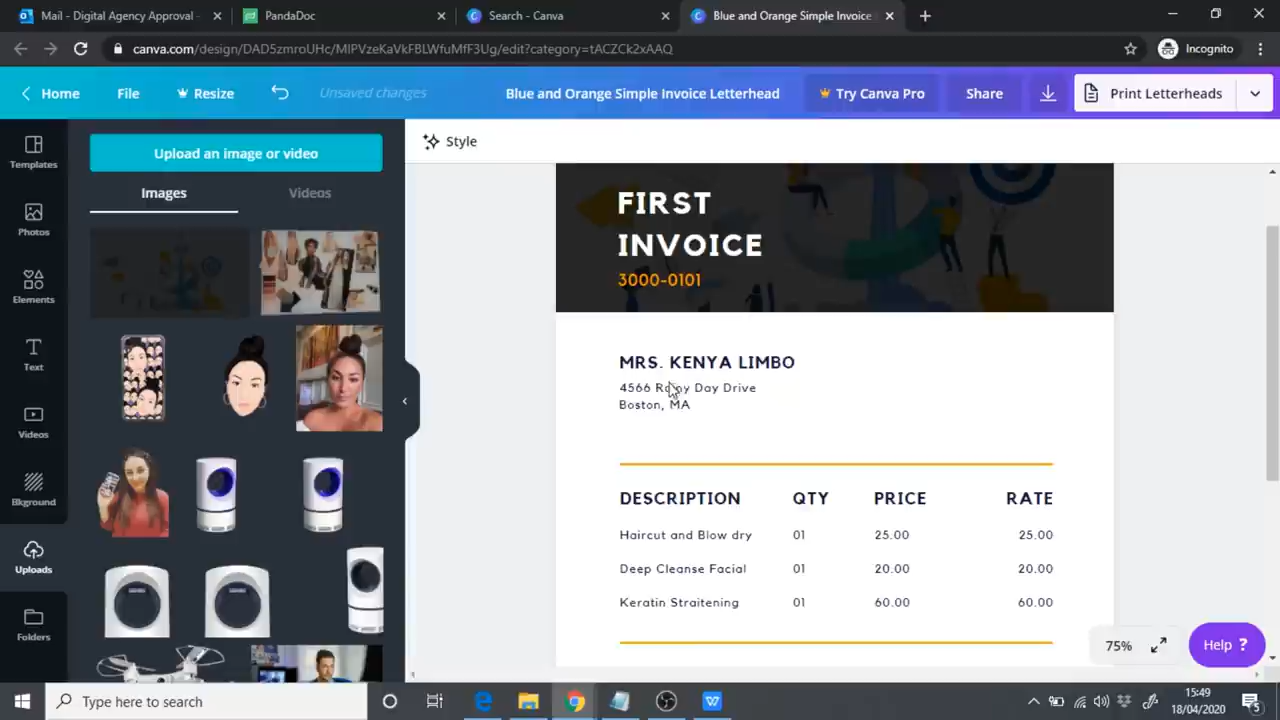 Mail - Digital Agency Approval -
PandaDoc
Search - Canva
Blue and Orange Simple Invoice
canva.com/design/DAD5zmroUHc/MlPVzeKaVkFBLWfuMfF3Ug/edit?category=tACZCk2xAAQ
Incognito
Home
File
Resize
Unsaved changes
Blue and Orange Simple Invoice Letterhead
Try Canva Pro
Share
Print Letterheads
Templates
Photos
Elements
Text
Videos
Bkground
Uploads
Folders
Upload an image or video
Images
Videos
Style
FIRST
INVOICE
3000-0101
MRS. KENYA LIMBO
4566 Rainy Day Drive
Boston, MA
DESCRIPTION QTY PRICE RATE
Haircut and Blow dry 01 25.00 25.00
Deep Cleanse Facial 01 20.00 20.00
Keratin Straitening 01 60.00 60.00
75%
Help ?
Type here to search
15:49
18/04/2020
5